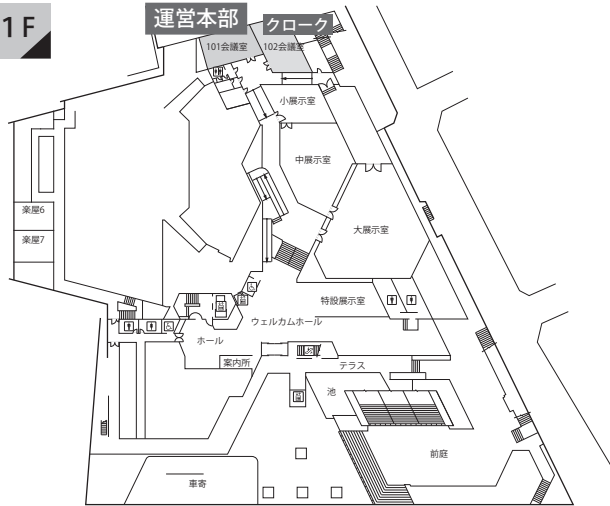 1F
運営本部
クローク
101会議室
102会議室
小展示室
中展示室
楽屋6
楽屋7
大展示室
特設展示室
ウェルカムホール
ホール
案内所
テラス
池
前庭
車寄